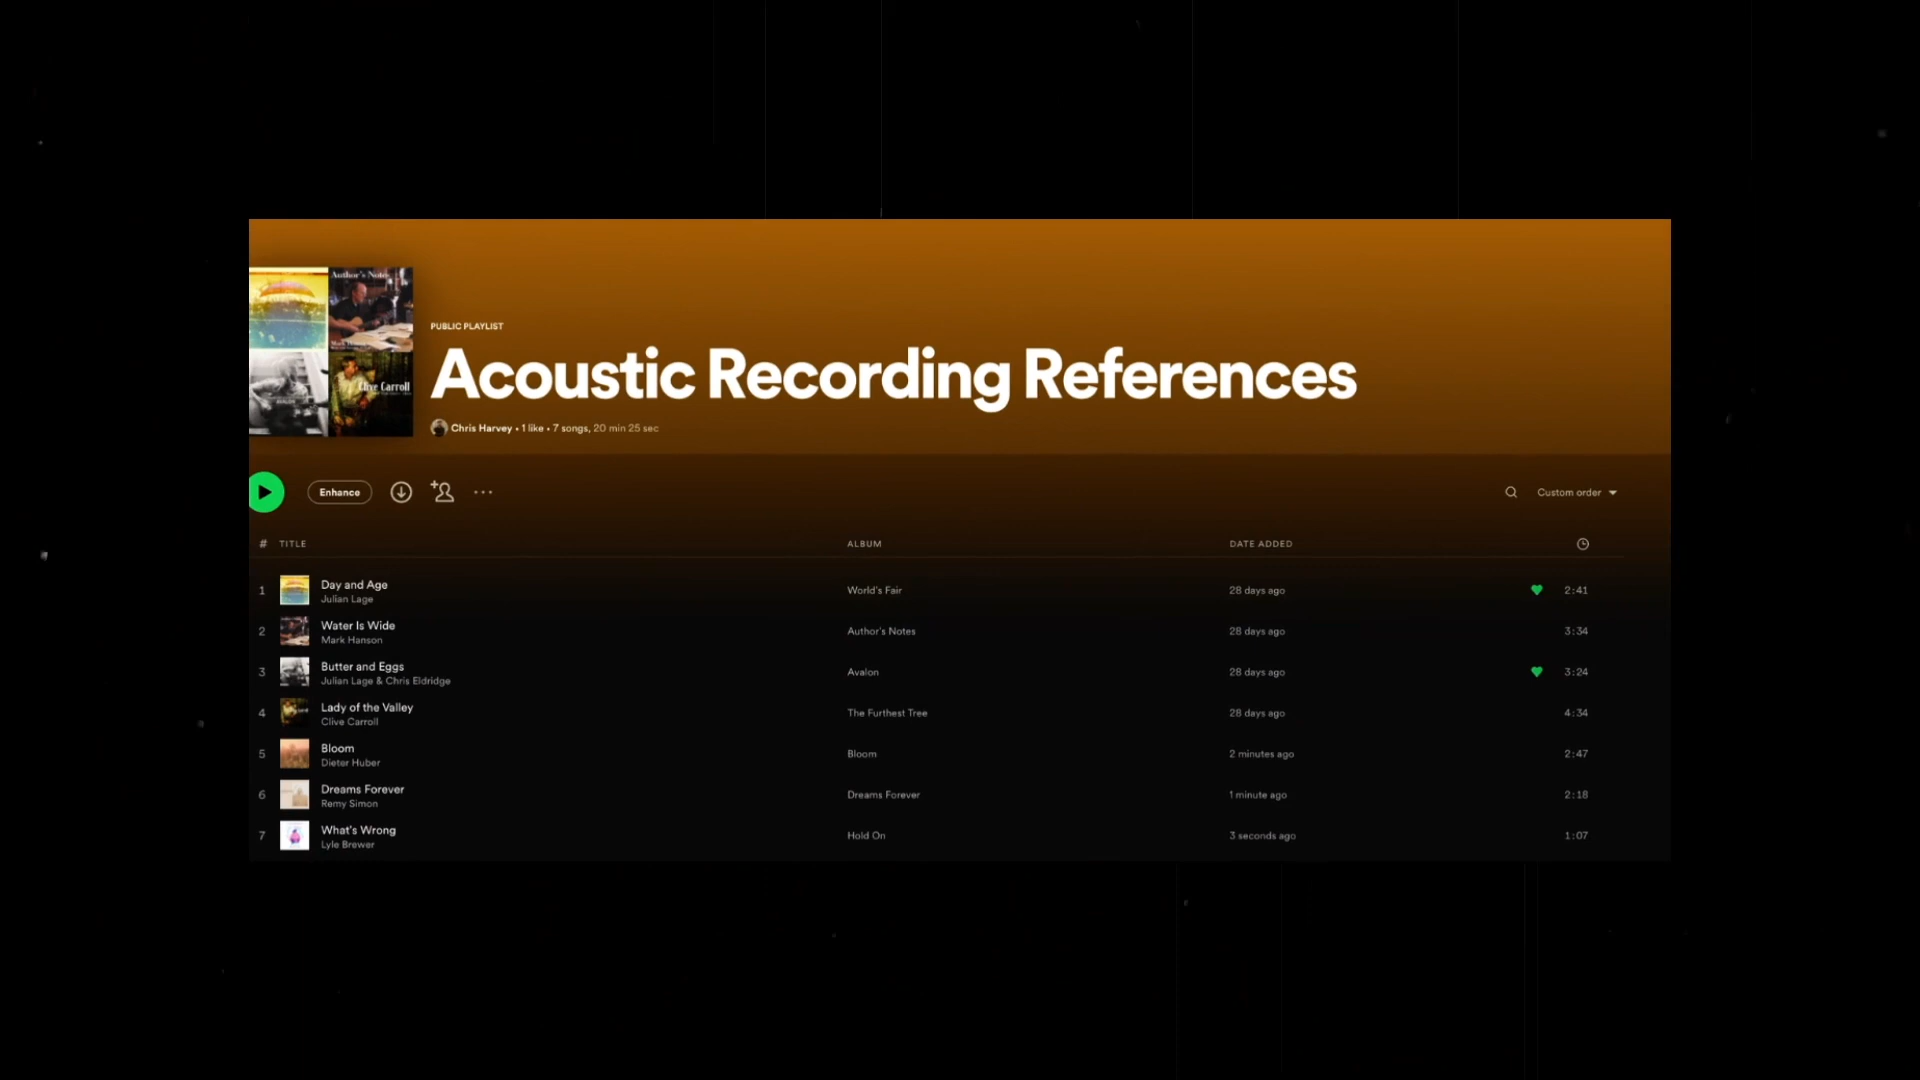 Author's Notes
Clive Carroll
PUBLIC PLAYLIST
Acoustic Recording References
Chris Harvey • 1 like • 7 songs, 20 min 25 sec
Enhance
Custom order
# TITLE ALBUM DATE ADDED
1 Day and Age World's Fair 28 days ago 2:41
Julian Lage
2 Water Is Wide Author's Notes 28 days ago 3:34
Mark Hanson
3 Butter and Eggs Avalon 28 days ago 3:24
Julian Lage & Chris Eldridge
4 Lady of the Valley The Furthest Tree 28 days ago 4:34
Clive Carroll
5 Bloom Bloom 2 minutes ago 2:47
Dieter Huber
6 Dreams Forever Dreams Forever 1 minute ago 2:18
Remy Simon
7 What's Wrong Hold On 3 seconds ago 1:07
Lyle Brewer